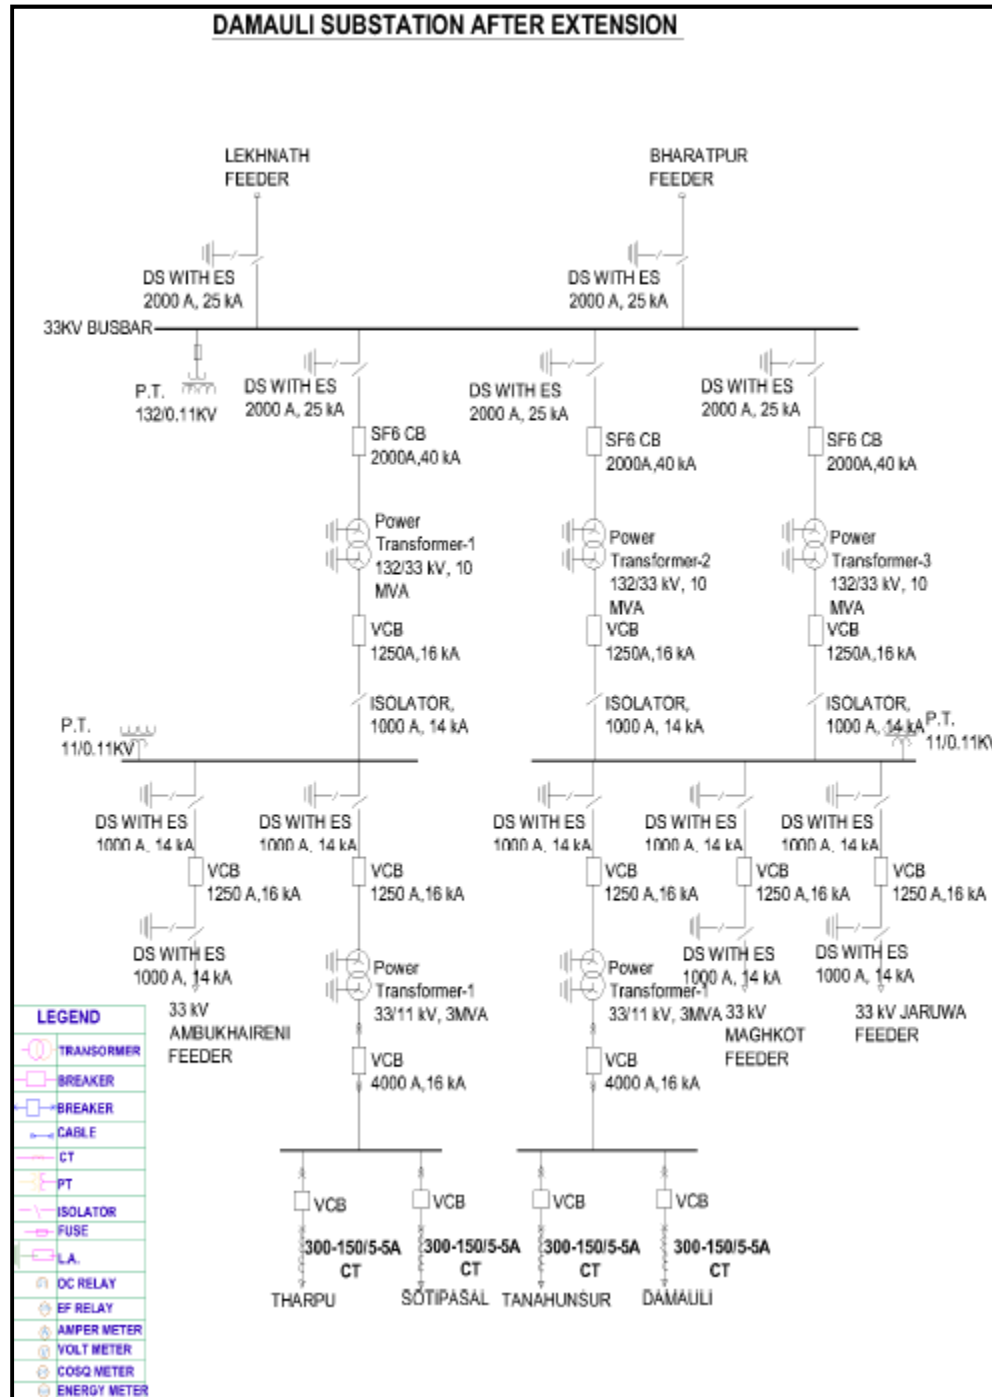 DAMAULI SUBSTATION AFTER EXTENSION
LEKHNATH
FEEDER
BHARATPUR
FEEDER
DS WITH ES
2000 A, 25 kA
DS WITH ES
2000 A, 25 kA
33KV BUSBAR
P.T.
132/0.11KV
DS WITH ES
2000 A, 25 kA
DS WITH ES
2000 A, 25 kA
DS WITH ES
2000 A, 25 kA
SF6 CB
2000A,40 kA
SF6 CB
2000A,40 kA
SF6 CB
2000A,40 kA
Power
Transformer-1
132/33 kV, 10
MVA
Power
Transformer-2
132/33 kV, 10
MVA
Power
Transformer-3
132/33 kV, 10
MVA
VCB
1250A,16 kA
VCB
1250A,16 kA
VCB
1250A,16 kA
ISOLATOR,
1000 A, 14 kA
ISOLATOR,
1000 A, 14 kA
ISOLATOR,
1000 A, 14 kA
P.T.
11/0.11KV
P.T.
11/0.11KV
DS WITH ES
1000 A, 14 kA
DS WITH ES
1000 A, 14 kA
DS WITH ES
1000 A, 14 kA
DS WITH ES
1000 A, 14 kA
DS WITH ES
1000 A, 14 kA
VCB
1250 A,16 kA
VCB
1250 A,16 kA
VCB
1250 A,16 kA
VCB
1250 A,16 kA
VCB
1250 A,16 kA
DS WITH ES
1000 A, 14 kA
DS WITH ES
1000 A, 14 kA
DS WITH ES
1000 A, 14 kA
33 kV
AMBUKHAIRENI
FEEDER
Power
Transformer-1
33/11 kV, 3MVA
Power
Transformer-1
33/11 kV, 3MVA
33 kV
MAGHKOT
FEEDER
33 kV JARUWA
FEEDER
VCB
4000 A,16 kA
VCB
4000 A,16 kA
VCB
VCB
VCB
VCB
300-150/5-5A
CT
300-150/5-5A
CT
300-150/5-5A
CT
300-150/5-5A
CT
THARPU
SOTIPASAL
TANAHUNSUR
DAMAULI
LEGEND
TRANSORMER
BREAKER
BREAKER
CABLE
CT
PT
ISOLATOR
FUSE
L.A.
OC RELAY
EF RELAY
AMPER METER
VOLT METER
COSQ METER
ENERGY METER